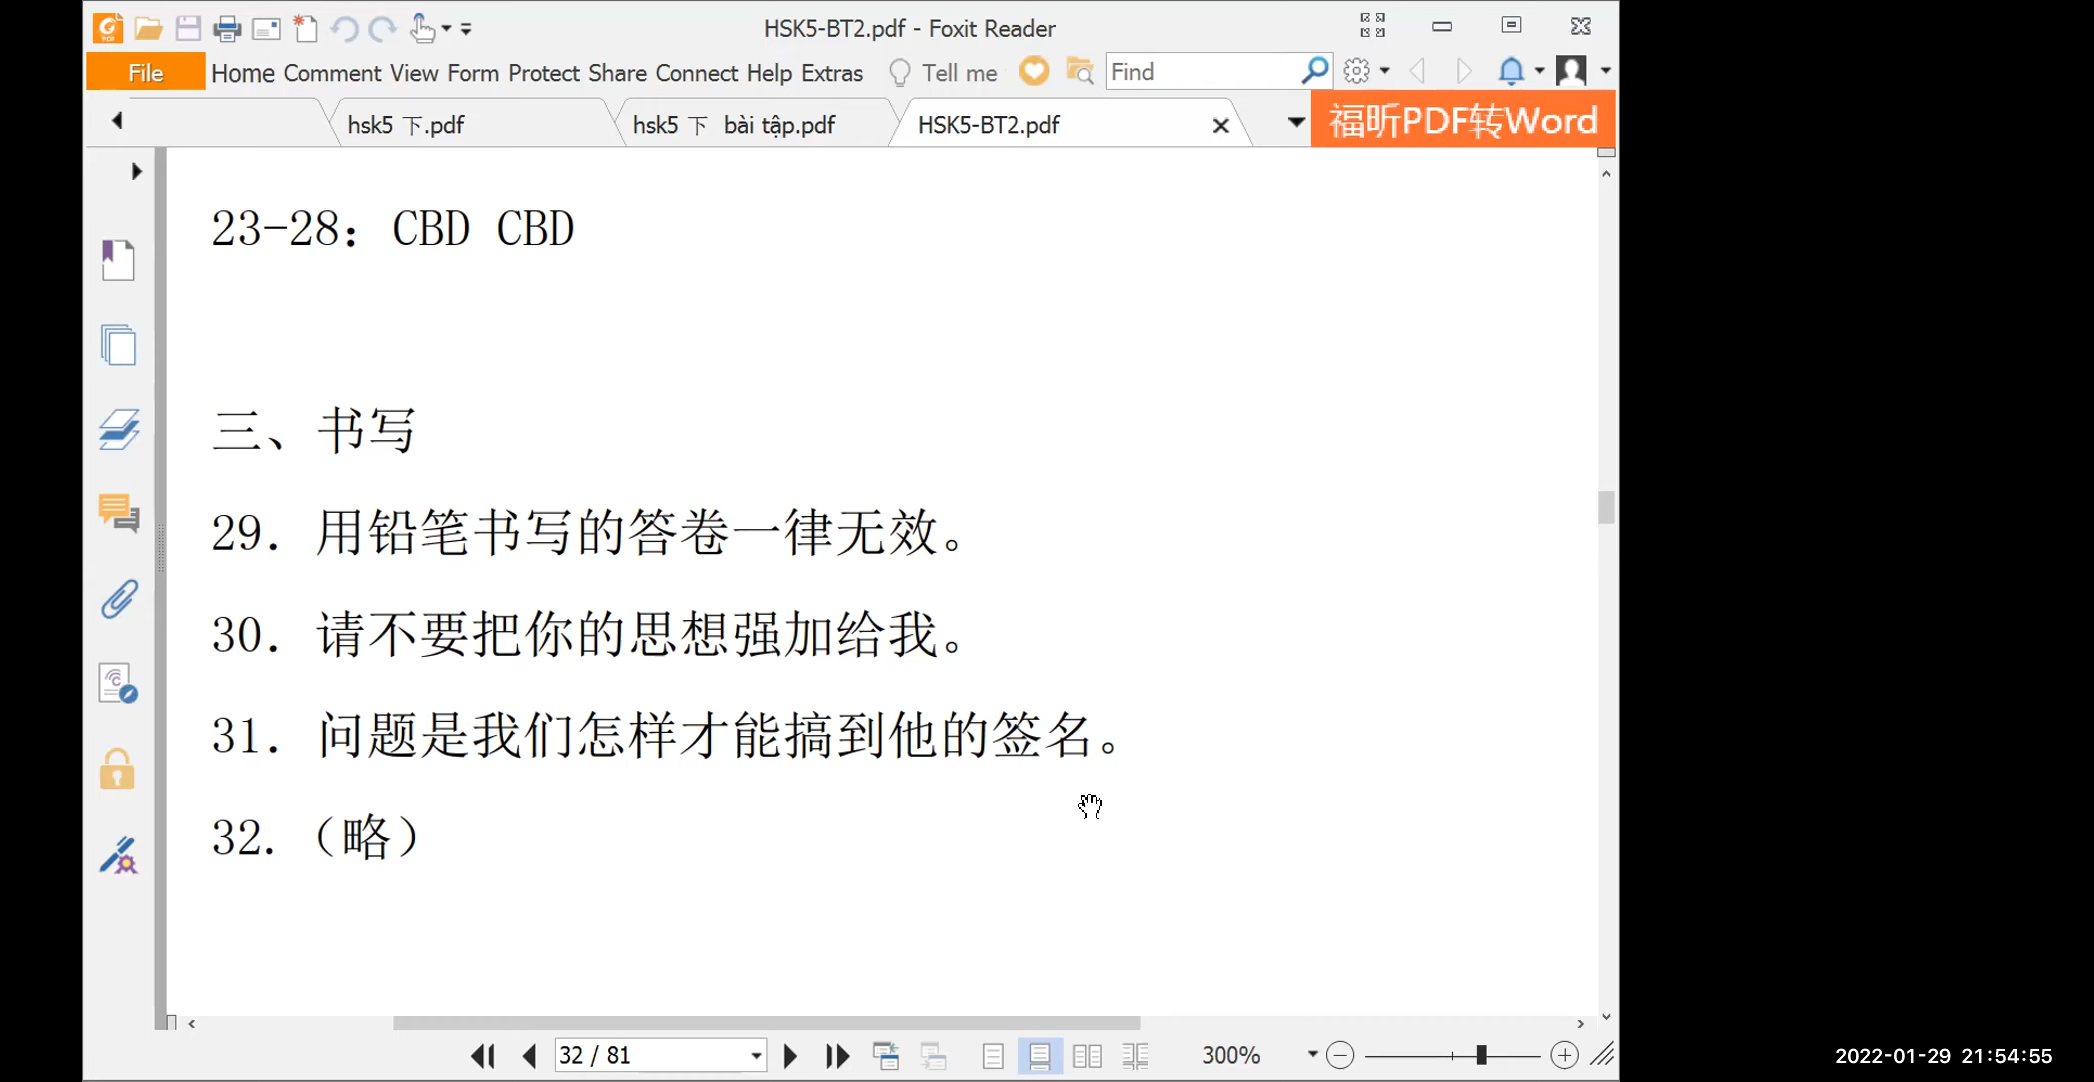 HSK5-BT2.pdf - Foxit Reader
File Home Comment View Form Protect Share Connect Help Extras Tell me Find
hsk5 下.pdf hsk5 下 bài tập.pdf HSK5-BT2.pdf 福昕PDF转Word
23-28：CBD CBD
三、书写
29．用铅笔书写的答卷一律无效。
30．请不要把你的思想强加给我。
31．问题是我们怎样才能搞到他的签名。
32.（略）
32 / 81 300%
2022-01-29 21:54:55